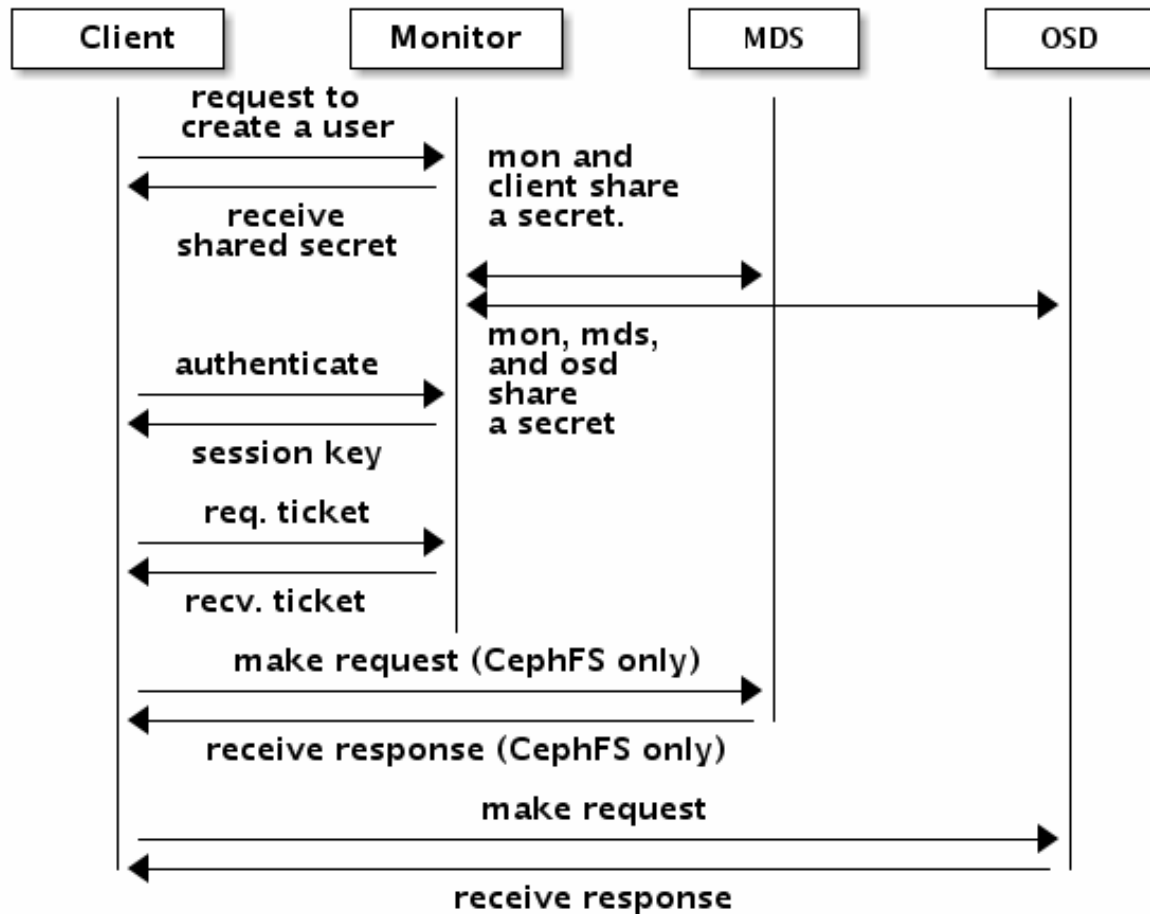 Client
Monitor
MDS
OSD
request to
create a user
mon and
client share
a secret.
receive
shared secret
mon, mds,
and osd
share
a secret
authenticate
session key
req. ticket
recv. ticket
make request (CephFS only)
receive response (CephFS only)
make request
receive response